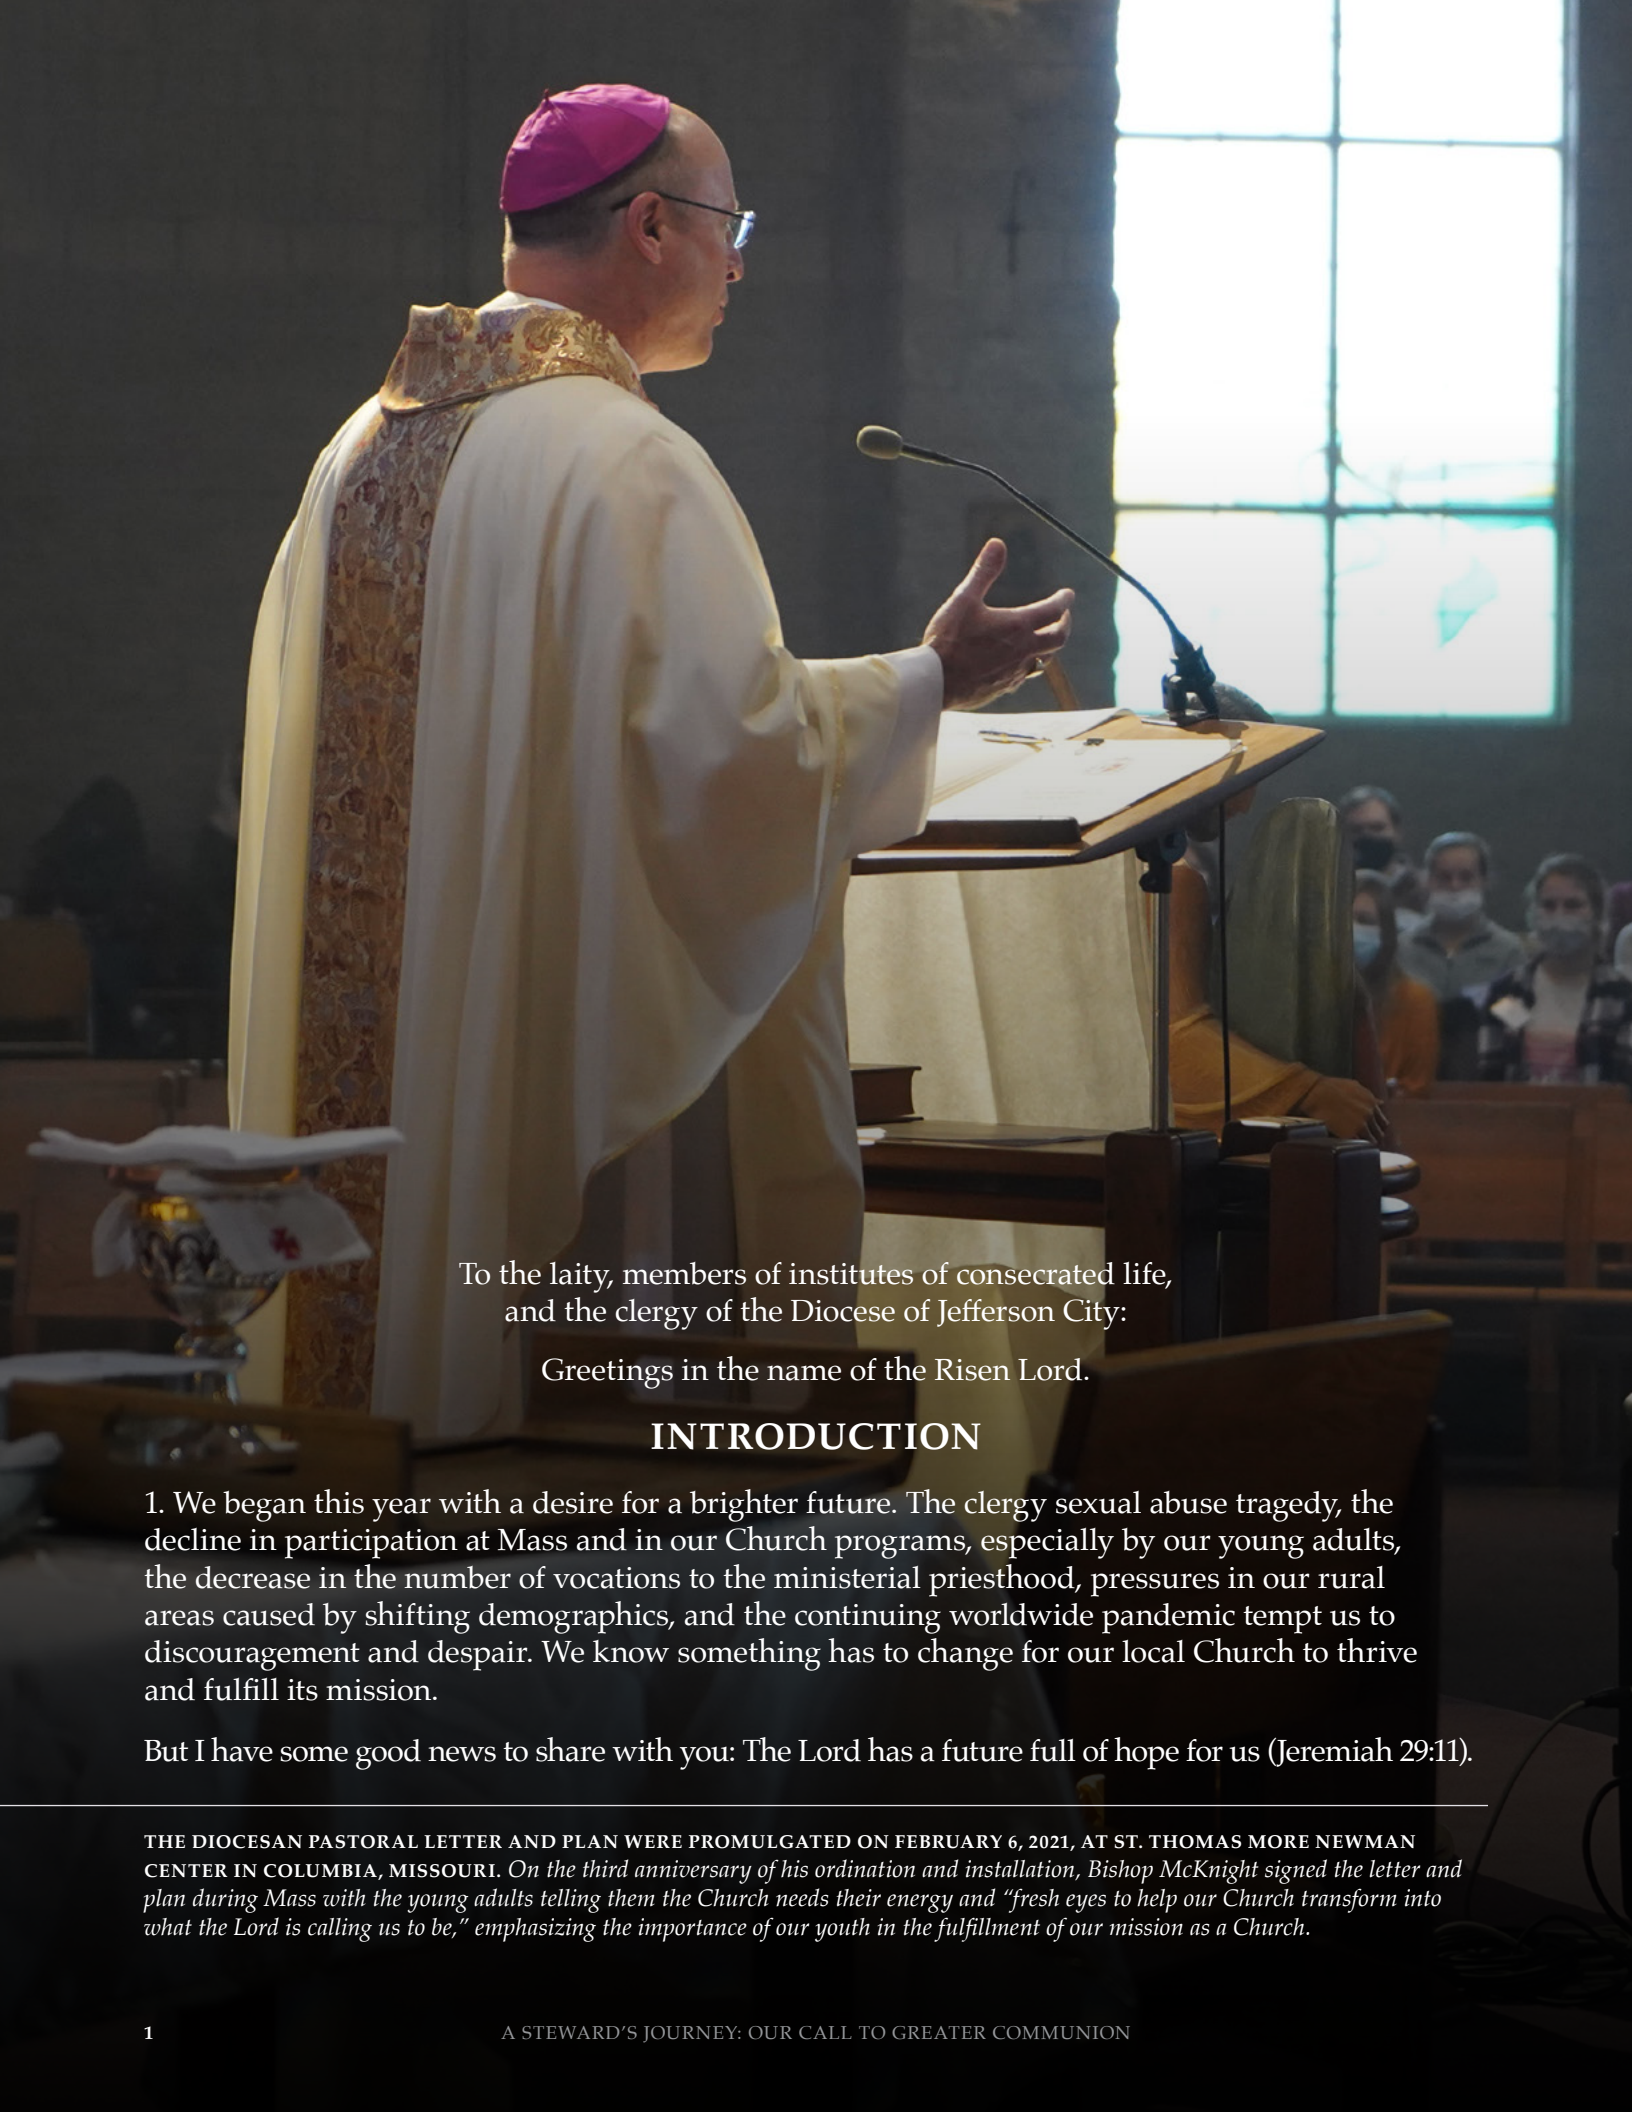 To the laity, members of institutes of consecrated life,
and the clergy of the Diocese of Jefferson City:
Greetings in the name of the Risen Lord.
INTRODUCTION
1. We began this year with a desire for a brighter future. The clergy sexual abuse tragedy, the
decline in participation at Mass and in our Church programs, especially by our young adults,
the decrease in the number of vocations to the ministerial priesthood, pressures in our rural
areas caused by shifting demographics, and the continuing worldwide pandemic tempt us to
discouragement and despair. We know something has to change for our local Church to thrive
and fulfill its mission.
But I have some good news to share with you: The Lord has a future full of hope for us (Jeremiah 29:11).
THE DIOCESAN PASTORAL LETTER AND PLAN WERE PROMULGATED ON FEBRUARY 6, 2021, AT ST. THOMAS MORE NEWMAN
CENTER IN COLUMBIA, MISSOURI. On the third anniversary of his ordination and installation, Bishop McKnight signed the letter and
plan during Mass with the young adults telling them the Church needs their energy and “fresh eyes to help our Church transform into
what the Lord is calling us to be,” emphasizing the importance of our youth in the fulfillment of our mission as a Church.
1 A STEWARD’S JOURNEY: OUR CALL TO GREATER COMMUNION